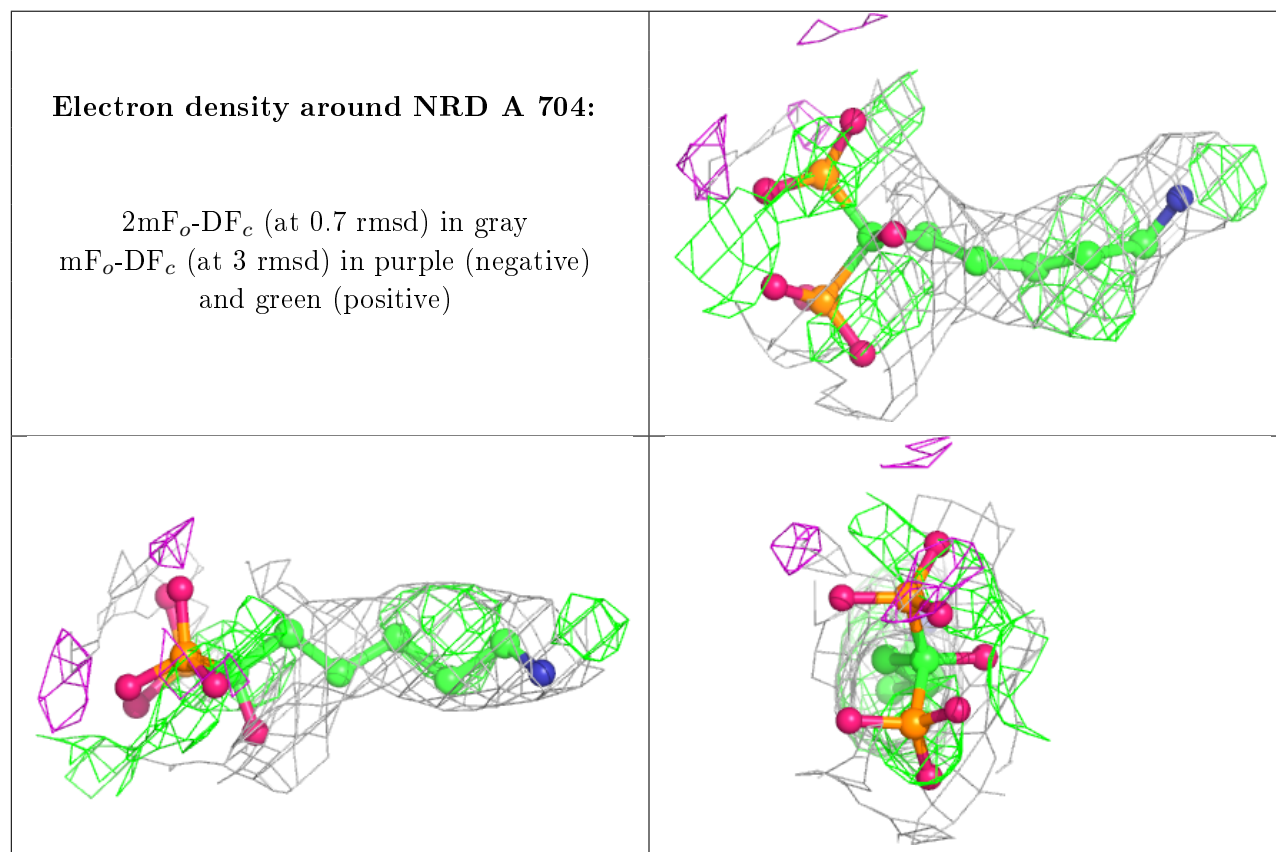 Electron density around NRD A 704:
2mFo-DFc (at 0.7 rmsd) in gray
mFo-DFc (at 3 rmsd) in purple (negative)
and green (positive)